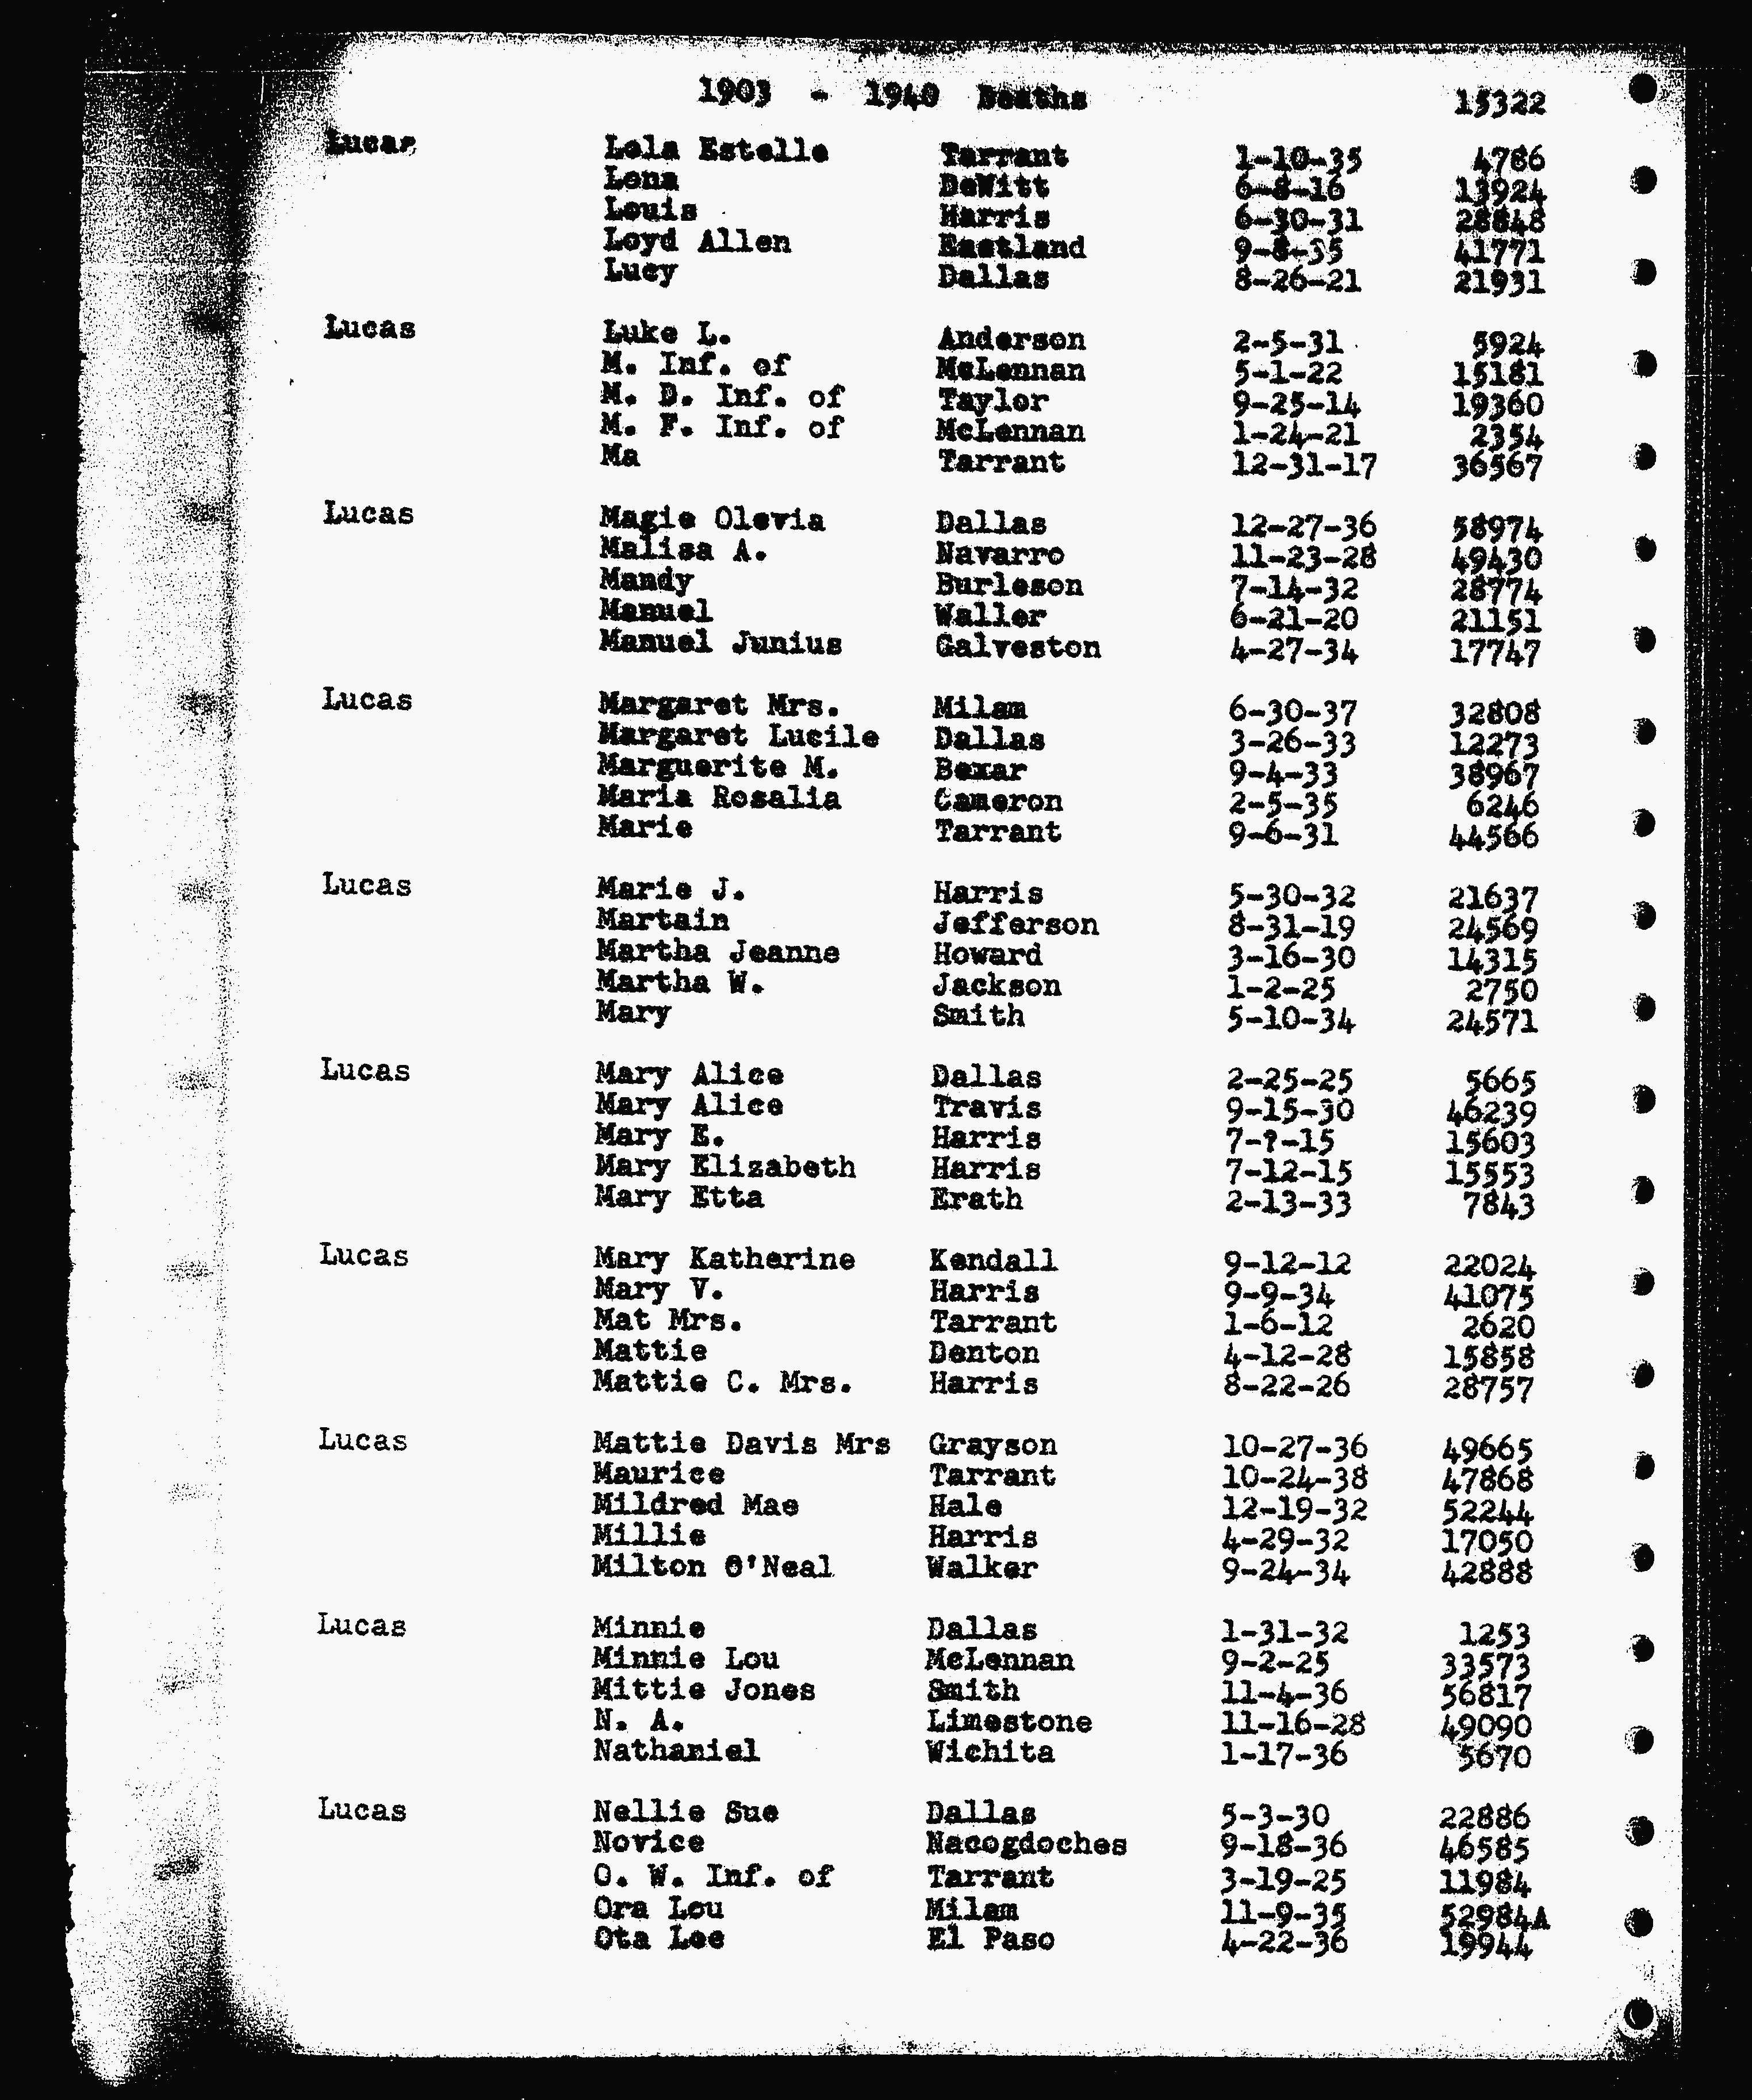 1903 - 1940 Deaths 15322
Lucas Lola Estelle Tarrant 1-10-35 4786
Lena DeWitt 6-8-16 13924
Louis Harris 6-30-31 28848
Loyd Allen Eastland 9-8-35 41771
Lucy Dallas 8-26-21 21931
Lucas Luke L. Anderson 2-5-31 5924
M. Inf. of McLennan 5-1-22 15181
M. D. Inf. of Taylor 9-25-14 19360
M. F. Inf. of McLennan 1-24-21 2354
Ma Tarrant 12-31-17 36567
Lucas Magie Olevia Dallas 12-27-36 58974
Malisa A. Navarro 11-23-28 49430
Mandy Burleson 7-14-32 28774
Manuel Waller 6-21-20 21151
Manuel Junius Galveston 4-27-34 17747
Lucas Margaret Mrs. Milam 6-30-37 32808
Margaret Lucile Dallas 3-26-33 12273
Marguerite M. Bexar 9-4-33 38967
Maria Rosalia Cameron 2-5-35 6246
Marie Tarrant 9-6-31 44566
Lucas Marie J. Harris 5-30-32 21637
Martain Jefferson 8-31-19 24569
Martha Jeanne Howard 3-16-30 14315
Martha W. Jackson 1-2-25 2750
Mary Smith 5-10-34 24571
Lucas Mary Alice Dallas 2-25-25 5665
Mary Alice Travis 9-15-30 46239
Mary E. Harris 7-?-15 15603
Mary Elizabeth Harris 7-12-15 15553
Mary Etta Erath 2-13-33 7843
Lucas Mary Katherine Kendall 9-12-12 22024
Mary V. Harris 9-9-34 41075
Mat Mrs. Tarrant 1-6-12 2620
Mattie Denton 4-12-28 15858
Mattie C. Mrs. Harris 8-22-26 28757
Lucas Mattie Davis Mrs Grayson 10-27-36 49665
Maurice Tarrant 10-24-38 47868
Mildred Mae Hale 12-19-32 52244
Millie Harris 4-29-32 17050
Milton O'Neal Walker 9-24-34 42888
Lucas Minnie Dallas 1-31-32 1253
Minnie Lou McLennan 9-2-25 33573
Mittie Jones Smith 11-4-36 56817
N. A. Limestone 11-16-28 49090
Nathaniel Wichita 1-17-36 5670
Lucas Nellie Sue Dallas 5-3-30 22886
Novice Nacogdoches 9-18-36 46585
O. W. Inf. of Tarrant 3-19-25 11984
Ora Lou Milam 11-9-35 52984A
Ota Lee El Paso 4-22-36 19944